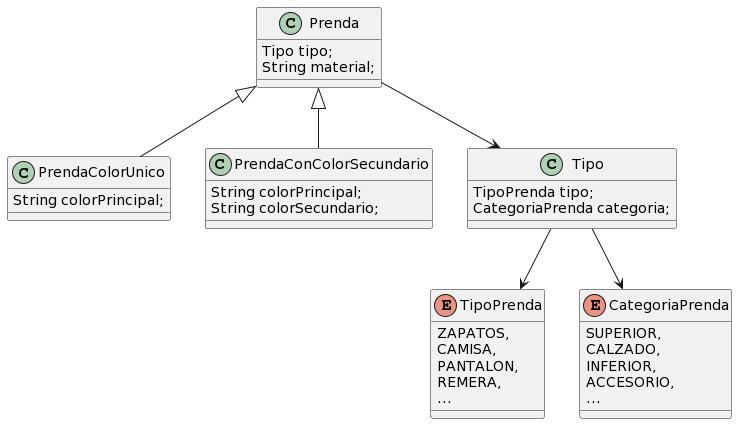 C Prenda
Tipo tipo;
String material;
C PrendaColorUnico
String colorPrincipal;
C PrendaConColorSecundario
String colorPrincipal;
String colorSecundario;
C Tipo
TipoPrenda tipo;
CategoriaPrenda categoria;
E TipoPrenda
ZAPATOS,
CAMISA,
PANTALON,
REMERA,
...
E CategoriaPrenda
SUPERIOR,
CALZADO,
INFERIOR,
ACCESORIO,
...